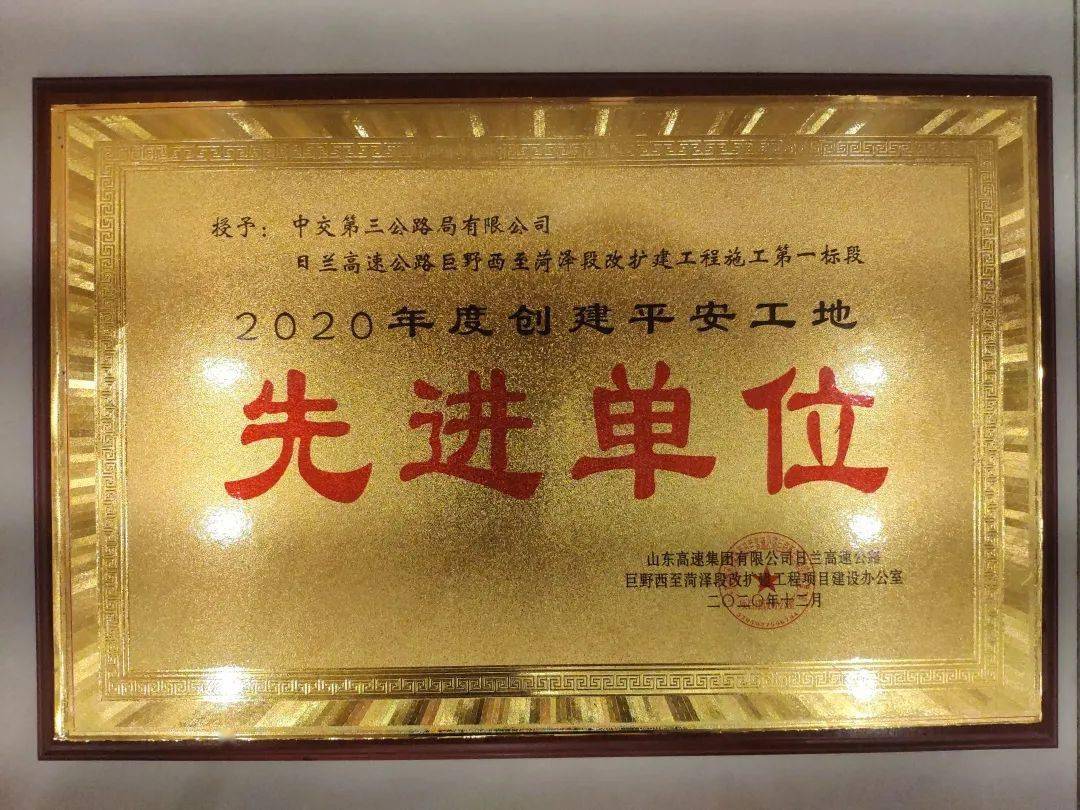 授予：中交第三公路局有限公司
日兰高速公路巨野西至菏泽段改扩建工程施工第一标段
2020年度创建平安工地
先进单位
山东高速集团有限公司日兰高速公路
巨野西至菏泽段改扩建工程项目建设办公室
二〇二〇年十二月